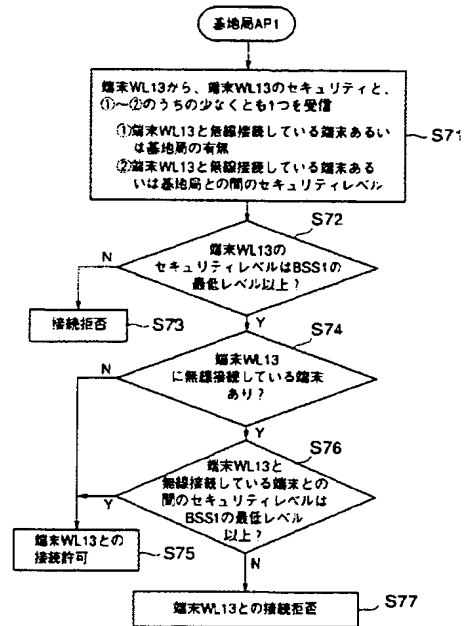 基地局AP1
端末WL13から、端末WL13のセキュリティと、
①〜②のうちの少なくとも1つを受信
①端末WL13と無線接続している端末あるい
は基地局の有無
②端末WL13と無線接続している端末ある
いは基地局との間のセキュリティレベル
S71
S72
端末WL13の
セキュリティレベルはBSS1の
最低レベル以上?
N
Y
接続拒否
S73
S74
端末WL13
に無線接続している端末
あり?
N
Y
S76
端末WL13と
無線接続している端末との
間のセキュリティレベルは
BSS1の最低レベル
以上?
Y
N
端末WL13との
接続許可
S75
端末WL13との接続拒否
S77